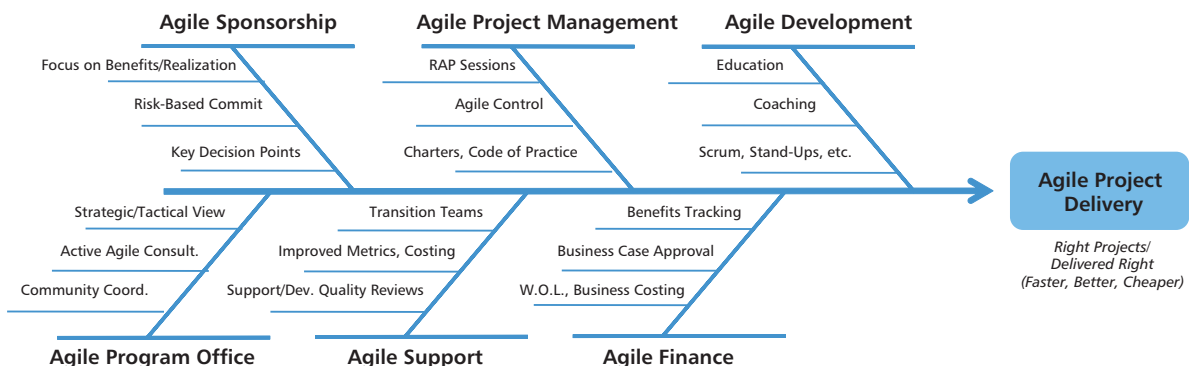 Agile Sponsorship
Agile Project Management
Agile Development
Focus on Benefits/Realization
Risk-Based Commit
Key Decision Points
RAP Sessions
Agile Control
Charters, Code of Practice
Education
Coaching
Scrum, Stand-Ups, etc.
Agile Project
Delivery
Right Projects/
Delivered Right
(Faster, Better, Cheaper)
Strategic/Tactical View
Active Agile Consult.
Community Coord.
Transition Teams
Improved Metrics, Costing
Support/Dev. Quality Reviews
Benefits Tracking
Business Case Approval
W.O.L., Business Costing
Agile Program Office
Agile Support
Agile Finance